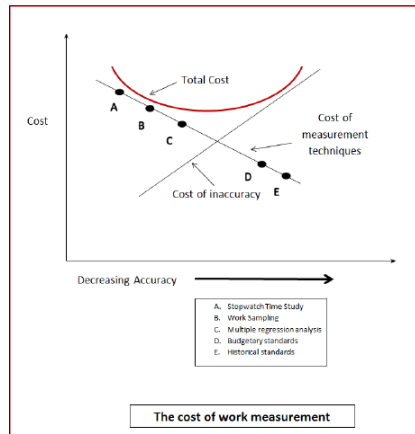 Total Cost
A
B
Cost
C
Cost of
measurement
techniques
Cost of inaccuracy
D
E
Decreasing Accuracy
A. Stopwatch Time Study
B. Work Sampling
C. Multiple regression analysis
D. Budgetary standards
E. Historical standards
The cost of work measurement